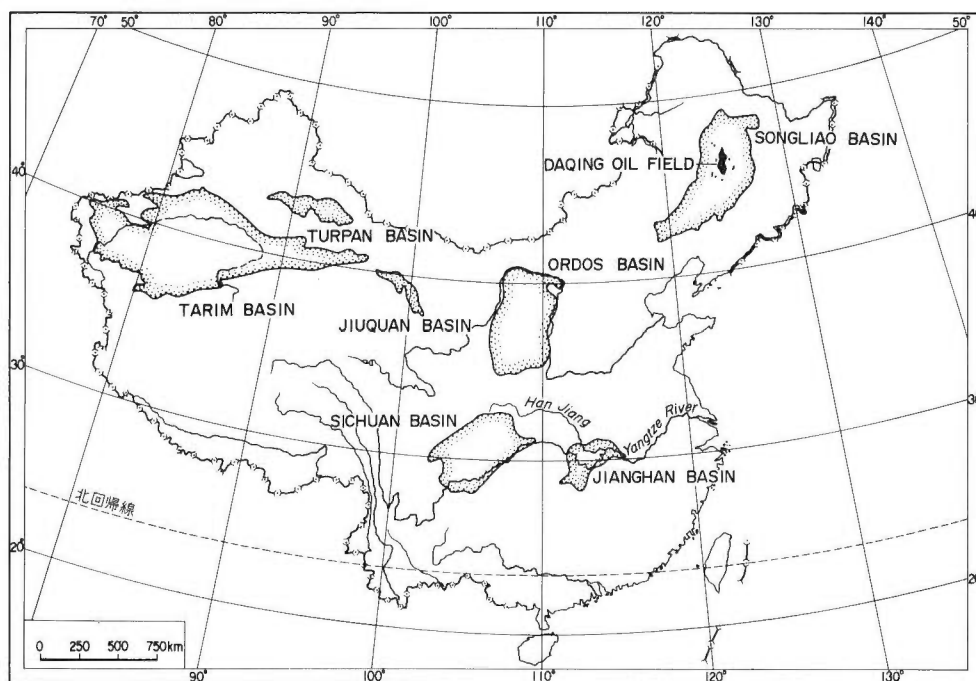 70° 50° 80° 90° 100° 110° 120° 130° 140° 50°
SONGLIAO BASIN
DAQING OIL FIELD
40°
40°
TURPAN BASIN
ORDOS BASIN
TARIM BASIN
JIUQUAN BASIN
30°
30°
Han Jiang
SICHUAN BASIN
Yangtze River
JIANGHAN BASIN
北回帰線
20°
20°
0 250 500 750km
90° 100° 110° 120° 130°